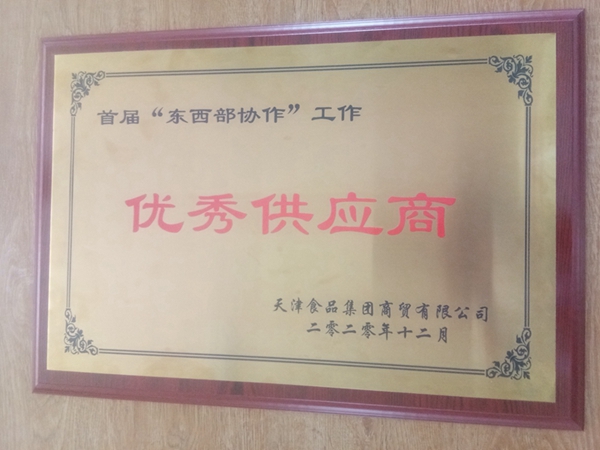 首届“东西部协作”工作
优秀供应商
天津食品集团商贸有限公司
二零二零年十二月